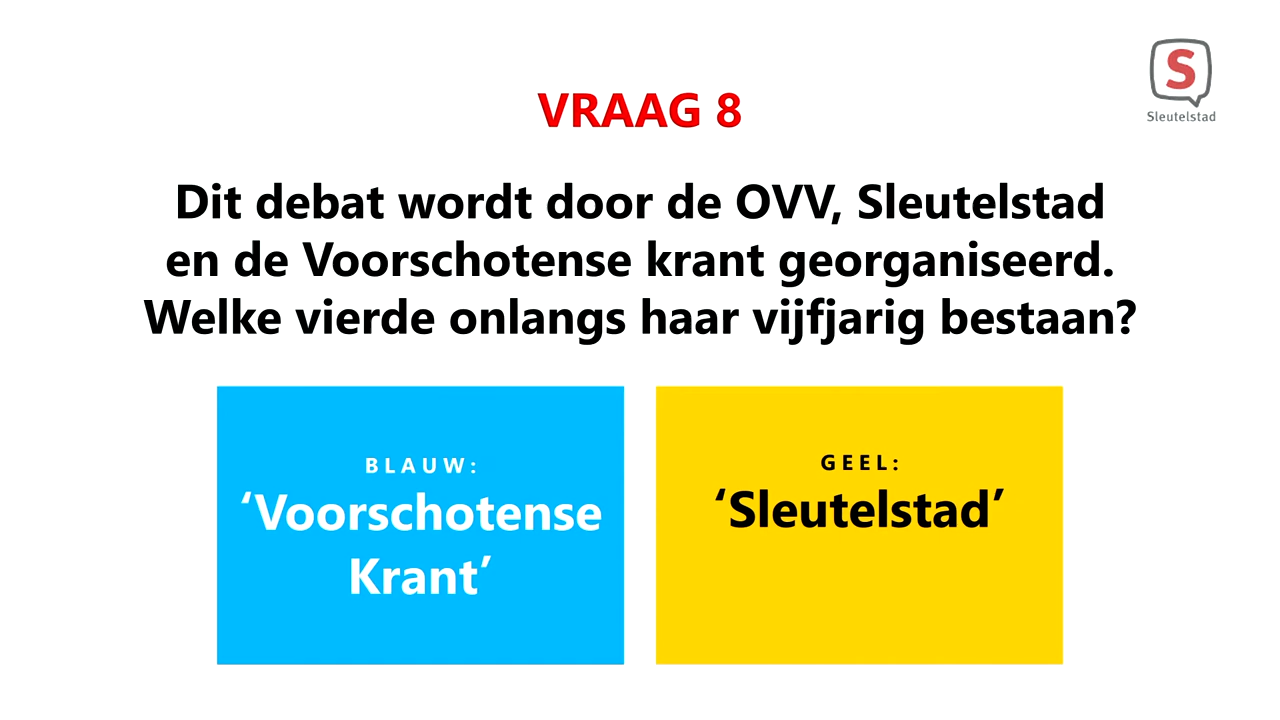 Sleutelstad
VRAAG 8
Dit debat wordt door de OVV, Sleutelstad
en de Voorschotense krant georganiseerd.
Welke vierde onlangs haar vijfjarig bestaan?
BLAUW:
‘Voorschotense
Krant’
GEEL:
‘Sleutelstad’